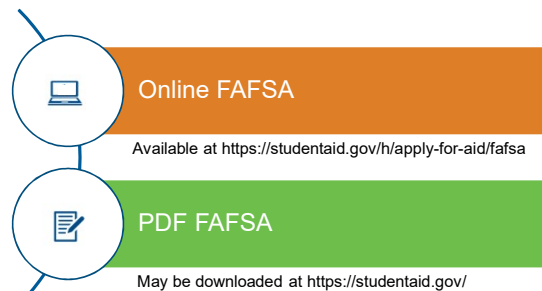 Online FAFSA
Available at https://studentaid.gov/h/apply-for-aid/fafsa
PDF FAFSA
May be downloaded at https://studentaid.gov/